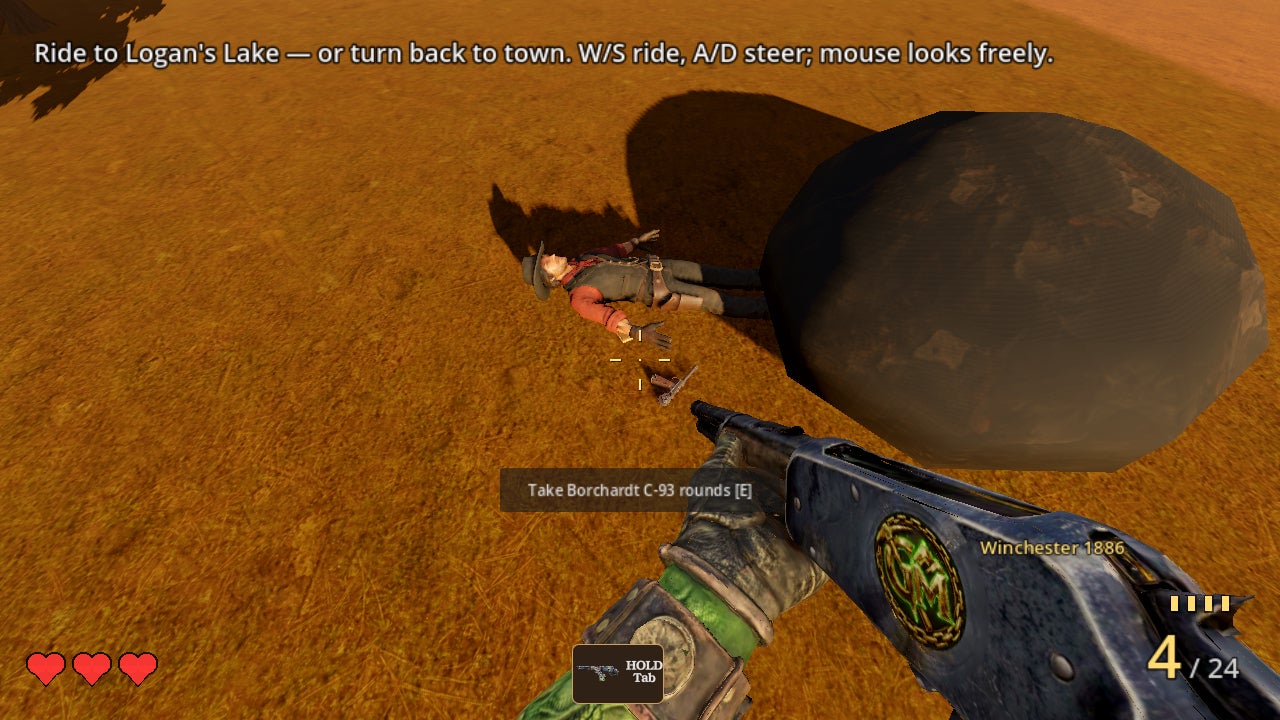 Ride to Logan's Lake — or turn back to town. W/S ride, A/D steer; mouse looks freely.
Take Borchardt C-93 rounds [E]
Winchester 1886
4 / 24
HOLD
Tab